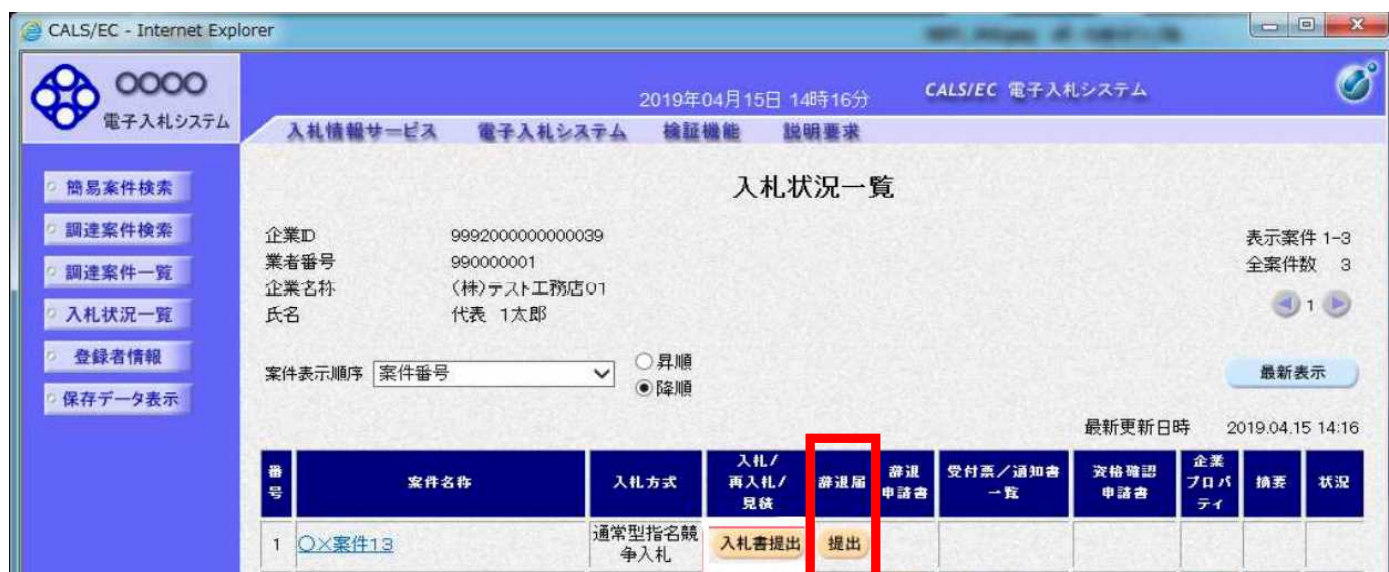 CALS/EC - Internet Explorer
〇〇〇〇
電子入札システム
2019年04月15日 14時16分
CALS/EC 電子入札システム
入札情報サービス 電子入札システム 検証機能 説明要求
簡易案件検索
調達案件検索
調達案件一覧
入札状況一覧
登録者情報
保存データ表示
入札状況一覧
企業ID 9992000000000039
業者番号 990000001
企業名称 (株)テスト工務店01
氏名 代表 1太郎
表示案件 1-3
全案件数 3
1
案件表示順序 案件番号
昇順
降順
最新表示
最新更新日時 2019.04.15 14:16
番号 案件名称 入札方式 入札/再入札/見積 辞退届 辞退申請書 受付票/通知書一覧 資格確認申請書 企業プロパティ 摘要 状況
1 〇×案件13 通常型指名競争入札 入札書提出 提出